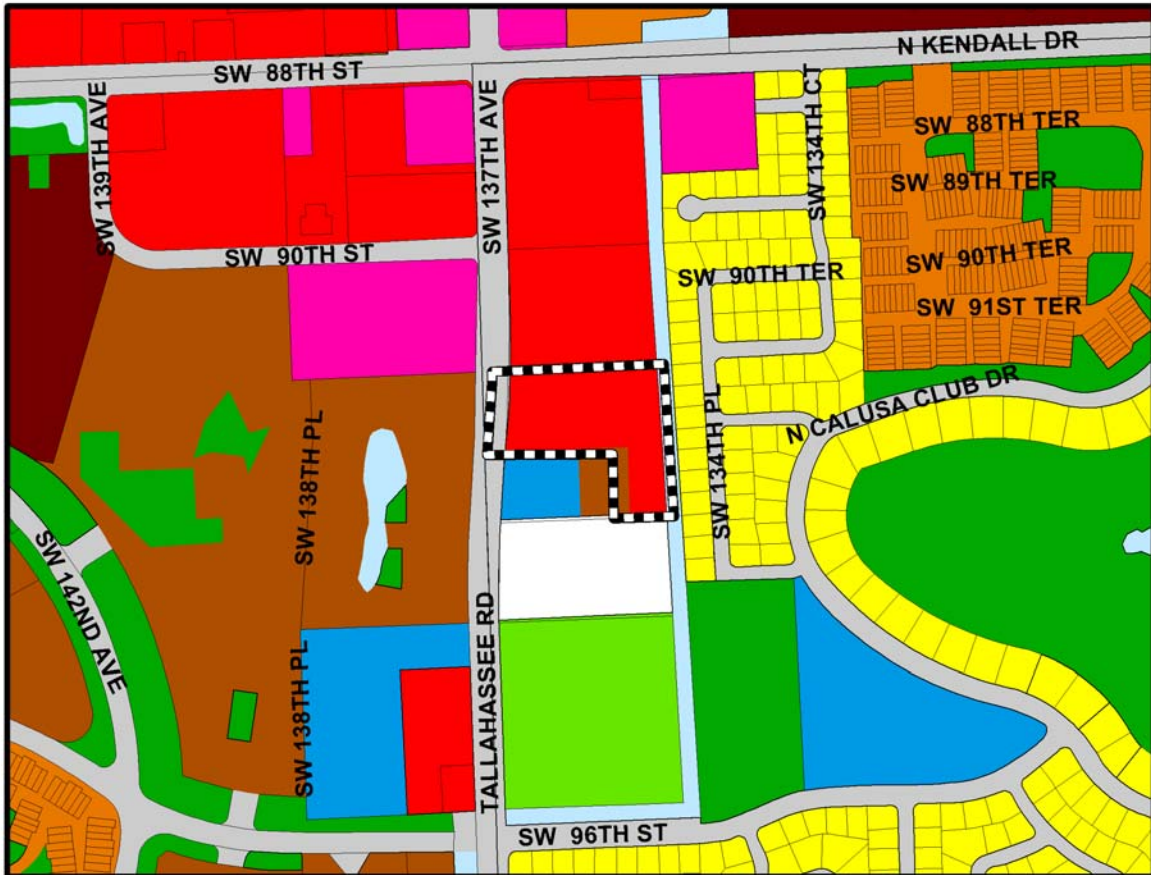 N KENDALL DR
SW 88TH ST
SW 139TH AVE
SW 137TH AVE
SW 134TH CT
SW 88TH TER
SW 89TH TER
SW 90TH ST
SW 90TH TER
SW 90TH TER
SW 91ST TER
N CALUSA CLUB DR
SW 138TH PL
SW 134TH PL
SW 142ND AVE
SW 138TH PL
TALLAHASSEE RD
SW 96TH ST